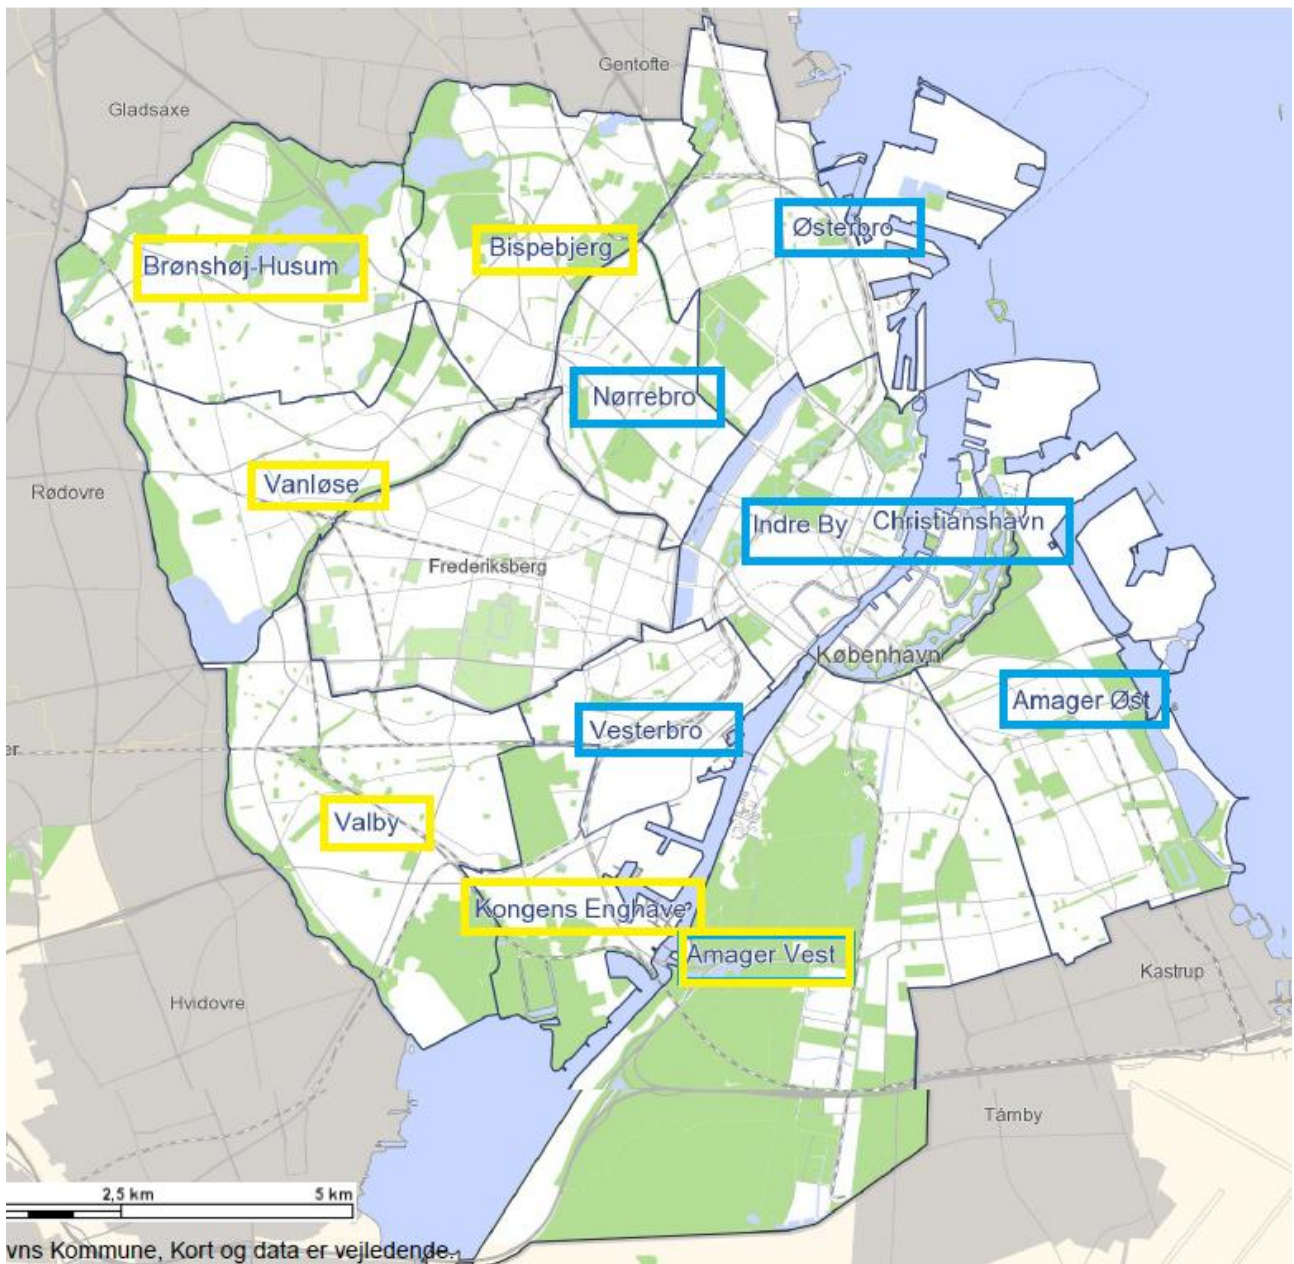 Gentofte
Gladsaxe
Østerbro
Bispebjerg
Brønshøj-Husum
Nørrebro
Vanløse
Rødovre
Indre By
Christianshavn
Frederiksberg
København
Amager Øst
Vesterbro
er
Valby
Kongens Enghave
Amager Vest
Kastrup
Hvidovre
Tårnby
2,5 km
5 km
vns Kommune, Kort og data er vejledende.